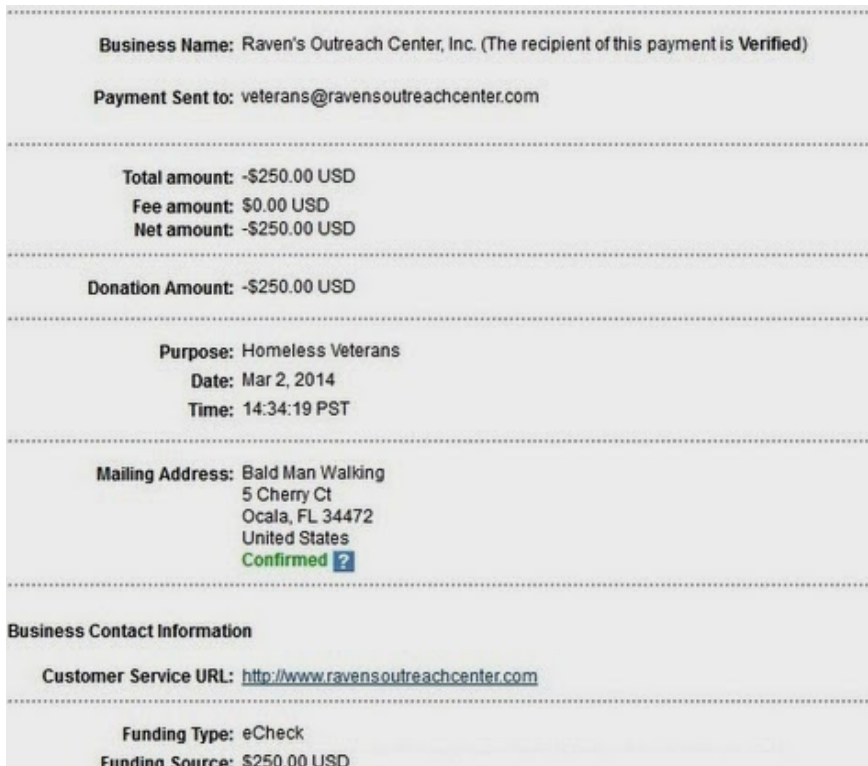 Business Name: Raven's Outreach Center, Inc. (The recipient of this payment is Verified)
Payment Sent to: veterans@ravensoutreachcenter.com
Total amount: -$250.00 USD
Fee amount: $0.00 USD
Net amount: -$250.00 USD
Donation Amount: -$250.00 USD
Purpose: Homeless Veterans
Date: Mar 2, 2014
Time: 14:34:19 PST
Mailing Address: Bald Man Walking
5 Cherry Ct
Ocala, FL 34472
United States
Confirmed ?
Business Contact Information
Customer Service URL: http://www.ravensoutreachcenter.com
Funding Type: eCheck
Funding Source: $250.00 USD